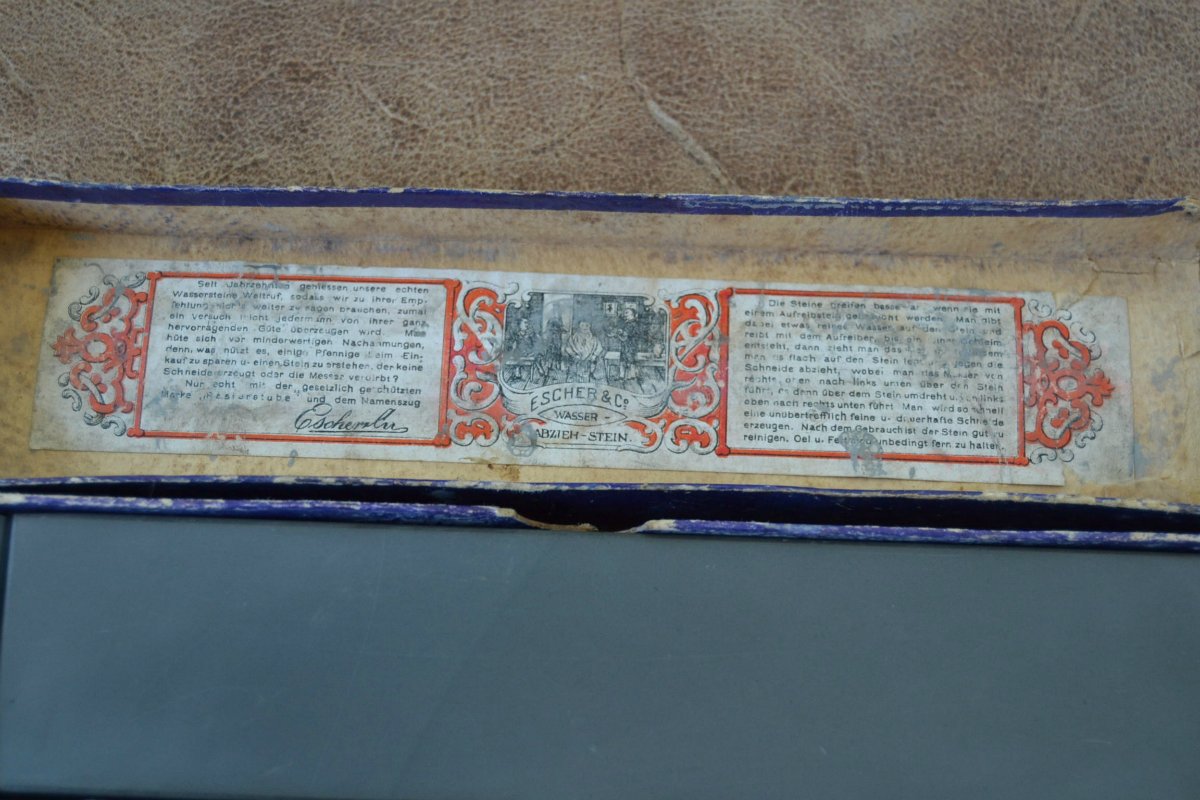 Seit Jahrzehnten geniessen unsere echten
Wassersteine Weltruf, sodass wir zu ihrer Emp-
fehlung nichts weiter zu sagen brauchen, zumal
ein Versuch leicht jedermann von ihrer ganz
hervorragenden Güte überzeugen wird. Man
hüte sich vor minderwertigen Nachahmungen,
denn was nützt es, einige Pfennige beim Ein-
kauf zu sparen u. einen Stein zu erstehen, der keine
Schneide erzeugt oder die Messer verdirbt?
Nur echt mit der gesetzlich geschützten
Marke „Rasierstube" und dem Namenszug
Escher & Co
ESCHER & Co.
WASSER-
ABZIEH-STEIN.
Die Steine greifen besser an, wenn sie mit
einem Aufreibstein gebraucht werden. Man gibt
dabei etwas reines Wasser auf den Stein und
reibt mit dem Aufreiber, bis ein Schleim
entsteht, dann zieht man das
man es flach auf den Stein legt, gegen die
Schneide abzieht, wobei man das Messer von
rechts oben nach links unten über den Stein
führt, es dann über dem Stein umdreht u. von links
oben nach rechts unten führt. Man wird so schnell
eine unübertrefflich feine u. dauerhafte Schneide
erzeugen. Nach dem Gebrauch ist der Stein gut zu
reinigen. Oel u. Fett sind unbedingt fern zu halten.